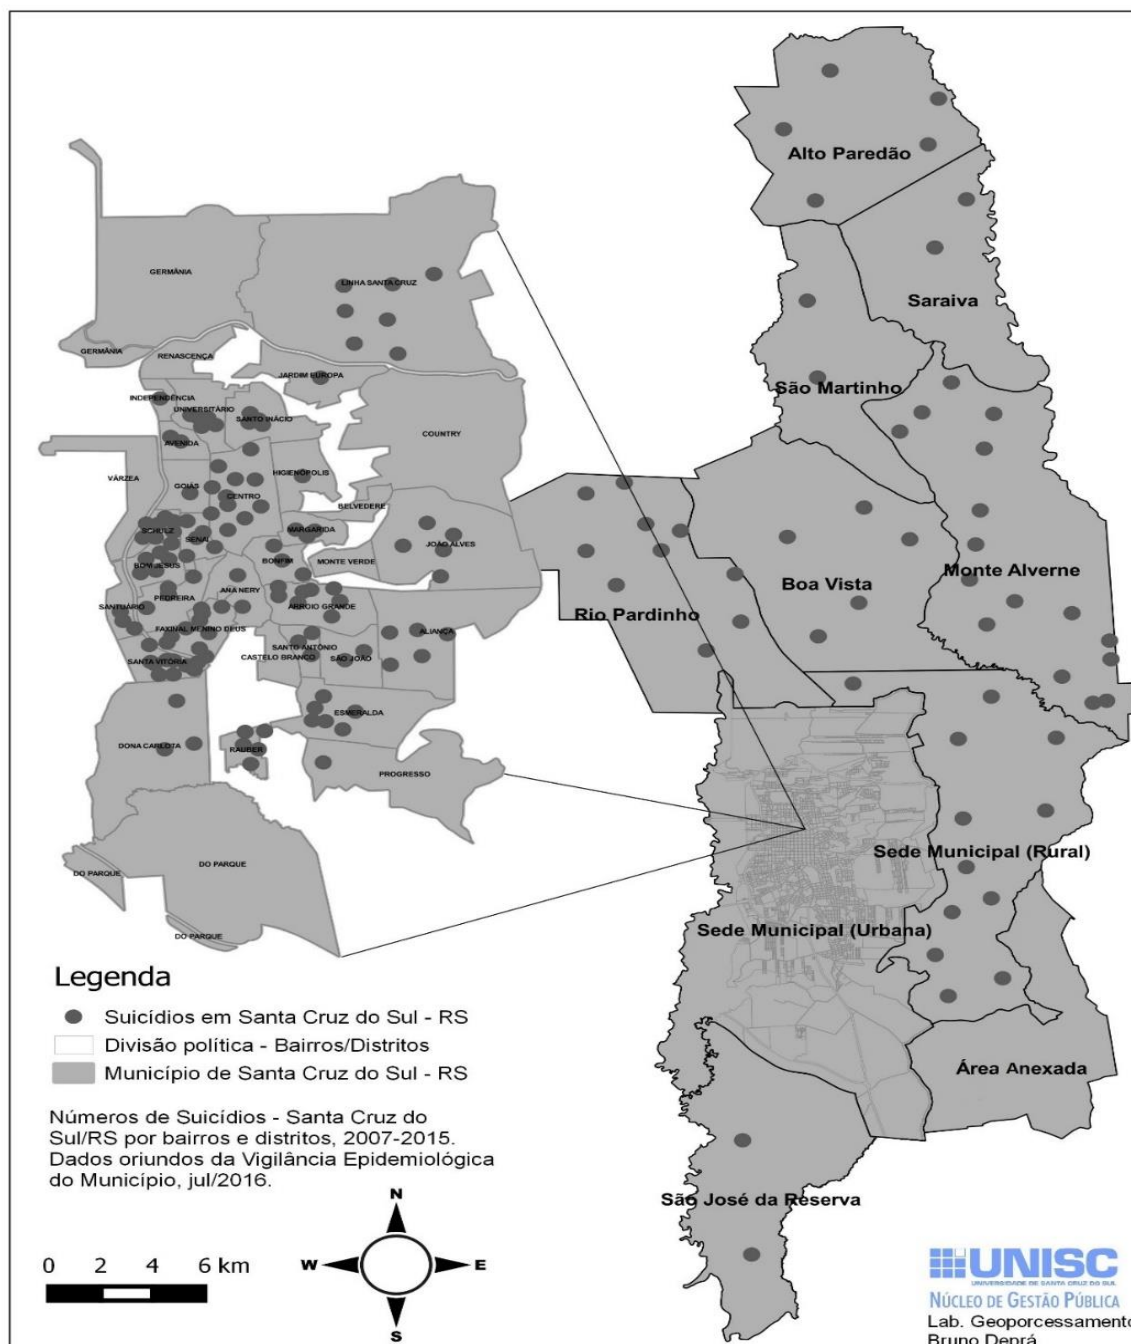 Alto Paredão
Saraiva
São Martinho
Monte Alverne
Boa Vista
Rio Pardinho
Sede Municipal (Rural)
Sede Municipal (Urbana)
Área Anexada
São José da Reserva
GERMÂNIA
LINHA SANTA CRUZ
GERMÂNIA
RENASCENÇA
JARDIM EUROPA
INDEPENDÊNCIA
UNIVERSITÁRIO
SANTO INÁCIO
COUNTRY
AVENIDA
VÁRZEA
GOIÁS
HIGIENÓPOLIS
CENTRO
BELVEDERE
SCHULZ
SENAI
MARGARIDA
JOÃO ALVES
BOM JESUS
BONFIM
MONTE VERDE
PEDREIRA
ANA NERY
SANTUÁRIO
ARROIO GRANDE
FAXINAL MENINO DEUS
ALIANÇA
SANTO ANTÔNIO
CASTELO BRANCO
SÃO JOÃO
SANTA VITÓRIA
ESMERALDA
DONA CARLOTA
RAUBER
PROGRESSO
DO PARQUE
DO PARQUE
DO PARQUE
Legenda
Suicídios em Santa Cruz do Sul - RS
Divisão política - Bairros/Distritos
Município de Santa Cruz do Sul - RS
Números de Suicídios - Santa Cruz do
Sul/RS por bairros e distritos, 2007-2015.
Dados oriundos da Vigilância Epidemiológica
do Município, jul/2016.
N
W E
S
0 2 4 6 km
UNISC
UNIVERSIDADE DE SANTA CRUZ DO SUL
NÚCLEO DE GESTÃO PÚBLICA
Lab. Geoporcessamento
Bruno Deprá